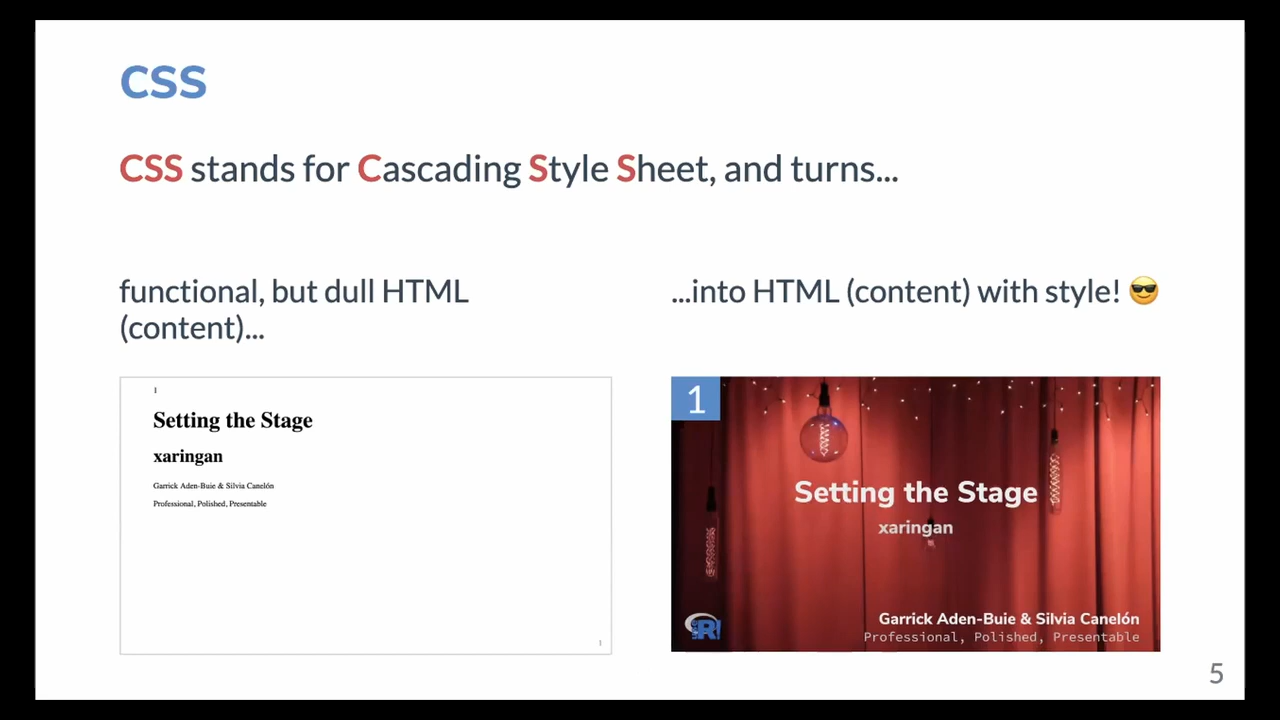 CSS
CSS stands for Cascading Style Sheet, and turns...
functional, but dull HTML
(content)...
...into HTML (content) with style! 😎
1
Setting the Stage
xaringan
Garrick Aden-Buie & Silvia Canelón
Professional, Polished, Presentable
1
1
Setting the Stage
xaringan
Garrick Aden-Buie & Silvia Canelón
Professional, Polished, Presentable
5